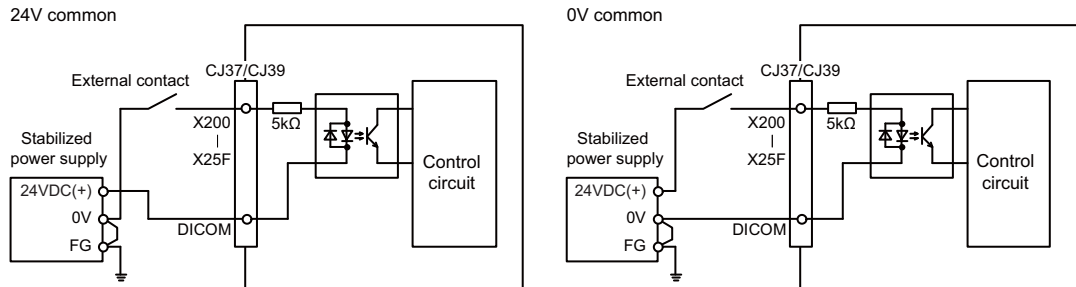 24V common
CJ37/CJ39
External contact
X200
|
X25F
5kΩ
Stabilized
power supply
24VDC(+)
0V
FG
DICOM
Control
circuit
0V common
CJ37/CJ39
External contact
X200
|
X25F
5kΩ
Stabilized
power supply
24VDC(+)
0V
FG
DICOM
Control
circuit